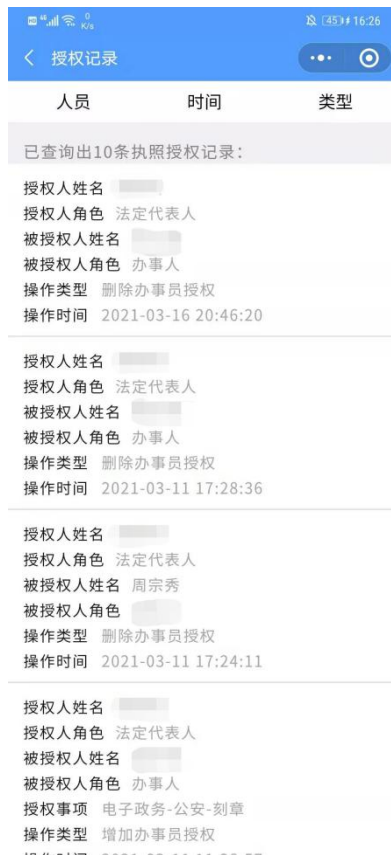 0
K/s
45 16:26
授权记录
人员 时间 类型
已查询出10条执照授权记录：
授权人姓名
授权人角色 法定代表人
被授权人姓名
被授权人角色 办事人
操作类型 删除办事员授权
操作时间 2021-03-16 20:46:20
授权人姓名
授权人角色 法定代表人
被授权人姓名
被授权人角色 办事人
操作类型 删除办事员授权
操作时间 2021-03-11 17:28:36
授权人姓名
授权人角色 法定代表人
被授权人姓名 周宗秀
被授权人角色
操作类型 删除办事员授权
操作时间 2021-03-11 17:24:11
授权人姓名
授权人角色 法定代表人
被授权人姓名
被授权人角色 办事人
授权事项 电子政务-公安-刻章
操作类型 增加办事员授权